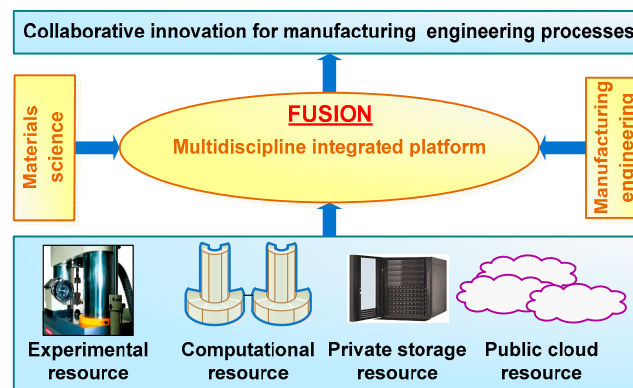 Collaborative innovation for manufacturing engineering processes
Materials
science
FUSION
Multidiscipline integrated platform
Manufacturing
engineering
Experimental
resource
Computational
resource
Private storage
resource
Public cloud
resource